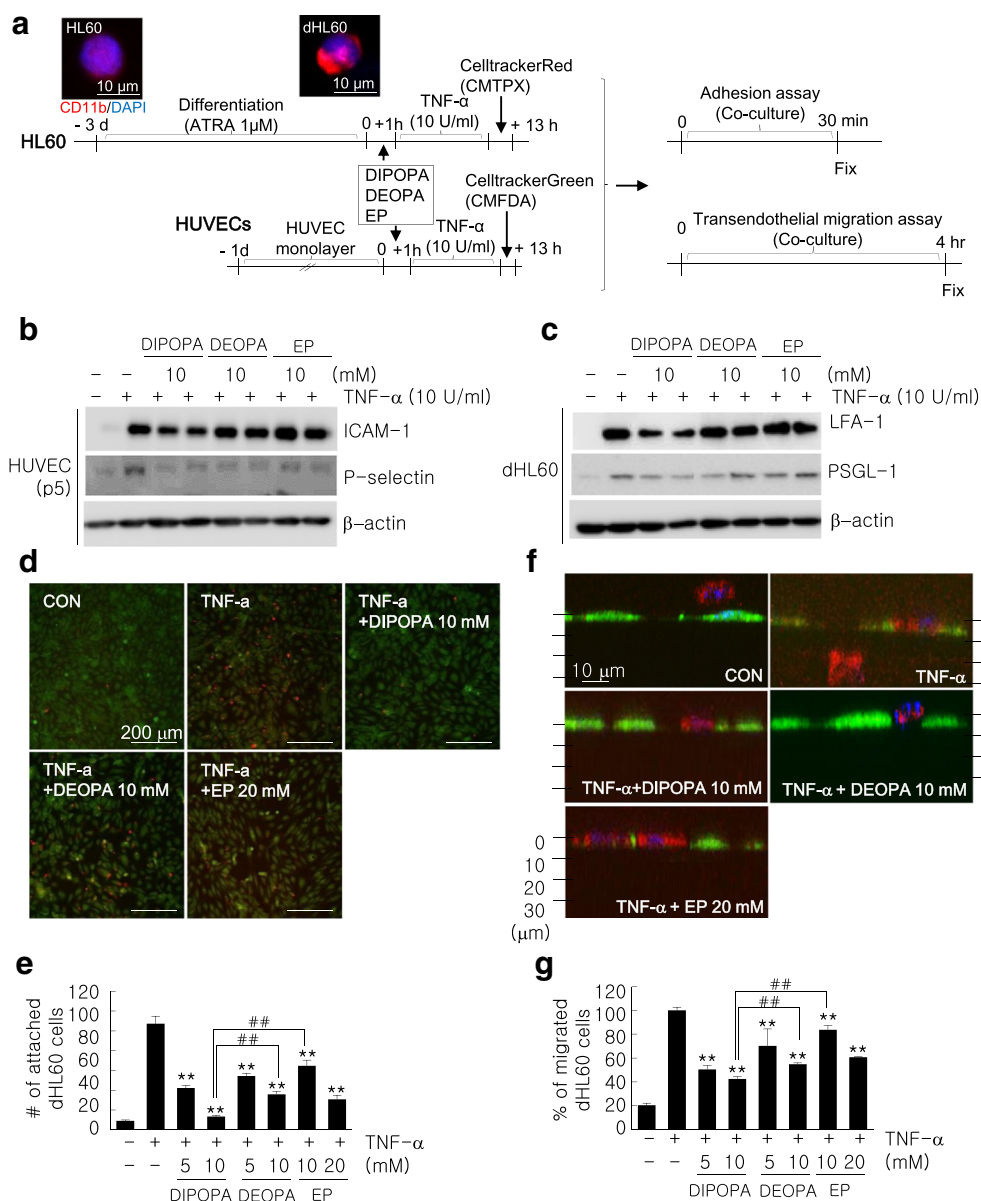 a
HL60
10 µm
CD11b/DAPI
dHL60
10 µm
CelltrackerRed
(CMTPX)
Differentiation
(ATRA 1µM)
TNF-α
(10 U/ml)
- 3 d
0 +1h
+ 13 h
HL60
DIPOPA
DEOPA
EP
CelltrackerGreen
(CMFDA)
HUVECs
HUVEC
monolayer
TNF-α
(10 U/ml)
- 1d
0 +1h
+ 13 h
Adhesion assay
(Co-culture)
0
30 min
Fix
Transendothelial migration assay
(Co-culture)
0
4 hr
Fix
b
DIPOPA DEOPA EP
– – 10 10 10 (mM)
– + + + + + + + TNF-α (10 U/ml)
HUVEC
(p5)
ICAM-1
P-selectin
β-actin
c
DIPOPA DEOPA EP
– – 10 10 10 (mM)
– + + + + + + + TNF-α (10 U/ml)
dHL60
LFA-1
PSGL-1
β-actin
d
CON
200 µm
TNF-a
TNF-a
+DIPOPA 10 mM
TNF-a
+DEOPA 10 mM
TNF-a
+EP 20 mM
f
10 µm
CON
TNF-α
TNF-α+DIPOPA 10 mM
TNF-α + DEOPA 10 mM
TNF-α + EP 20 mM
0
10
20
30
(µm)
e
# of attached
dHL60 cells
120
100
80
60
40
20
** ** ** ** ** **
##
##
– + + + + + + + TNF-α
– – 5 10 5 10 10 20 (mM)
DIPOPA DEOPA EP
g
% of migrated
dHL60 cells
120
100
80
60
40
20
0
** ** ** ** ** **
##
##
– + + + + + + + TNF-α
– – 5 10 5 10 10 20 (mM)
DIPOPA DEOPA EP